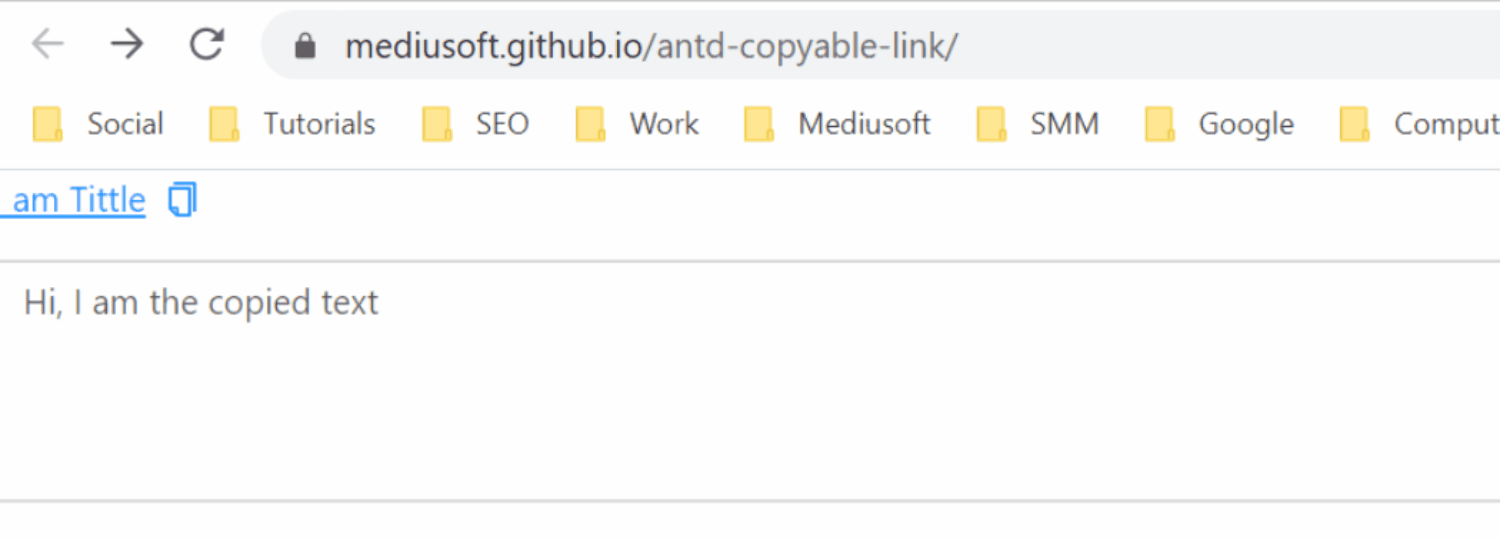 mediusoft.github.io/antd-copyable-link/
Social Tutorials SEO Work Mediusoft SMM Google Comput
am Tittle
Hi, I am the copied text